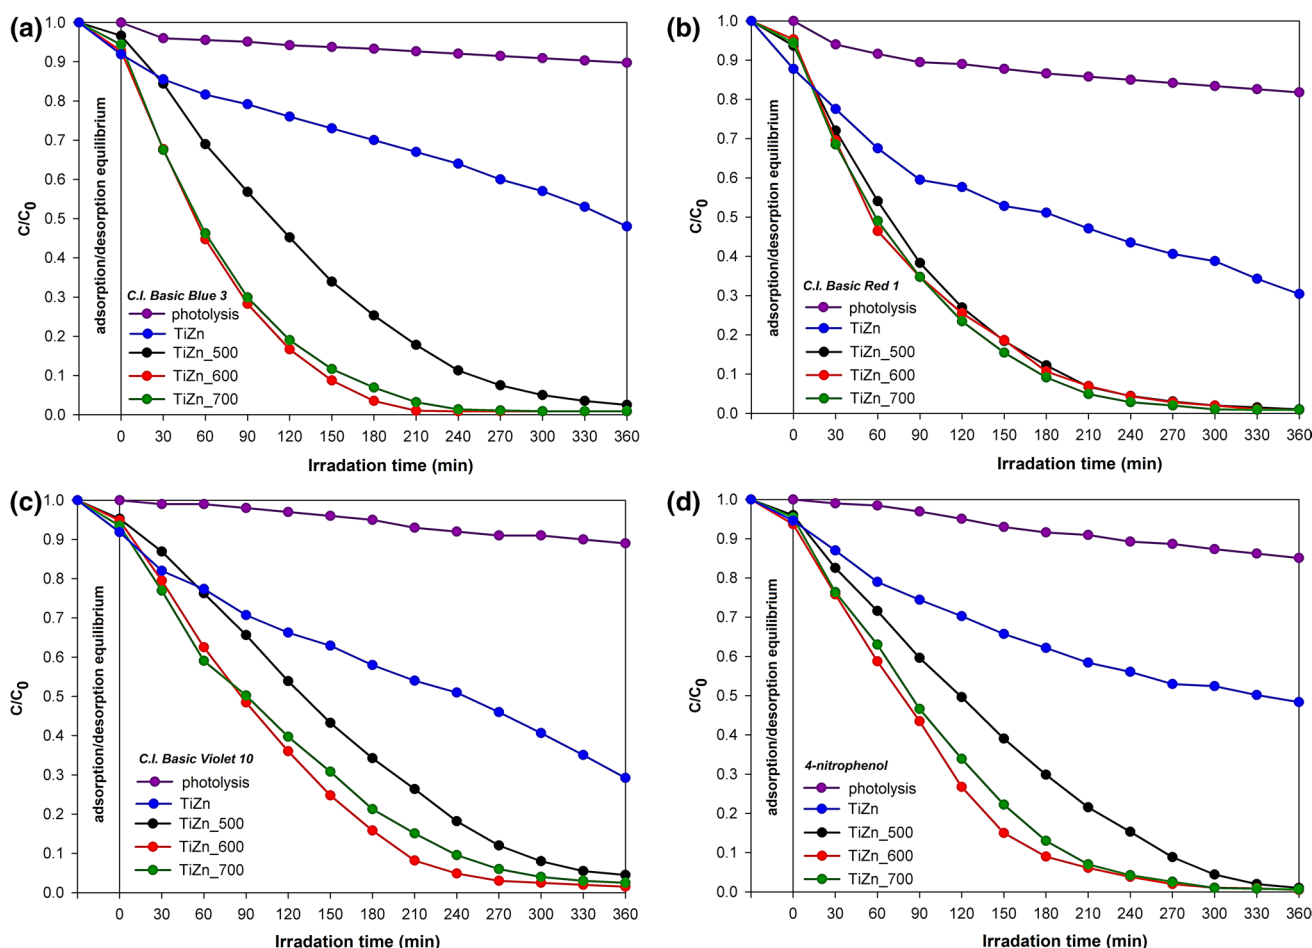 (a)
1.0
0.9
0.8
0.7
0.6
0.5
0.4
0.3
0.2
0.1
0.0
C/C0
adsorption/desorption equilibrium
C.I. Basic Blue 3
photolysis
TiZn
TiZn_500
TiZn_600
TiZn_700
0 30 60 90 120 150 180 210 240 270 300 330 360
Irradation time (min)
(b)
1.0
0.9
0.8
0.7
0.6
0.5
0.4
0.3
0.2
0.1
0.0
C/C0
adsorption/desorption equilibrium
C.I. Basic Red 1
photolysis
TiZn
TiZn_500
TiZn_600
TiZn_700
0 30 60 90 120 150 180 210 240 270 300 330 360
Irradation time (min)
(c)
1.0
0.9
0.8
0.7
0.6
0.5
0.4
0.3
0.2
0.1
0.0
C/C0
adsorption/desorption equilibrium
C.I. Basic Violet 10
photolysis
TiZn
TiZn_500
TiZn_600
TiZn_700
0 30 60 90 120 150 180 210 240 270 300 330 360
Irradation time (min)
(d)
1.0
0.9
0.8
0.7
0.6
0.5
0.4
0.3
0.2
0.1
0.0
C/C0
adsorption/desorption equilibrium
4-nitrophenol
photolysis
TiZn
TiZn_500
TiZn_600
TiZn_700
0 30 60 90 120 150 180 210 240 270 300 330 360
Irradation time (min)